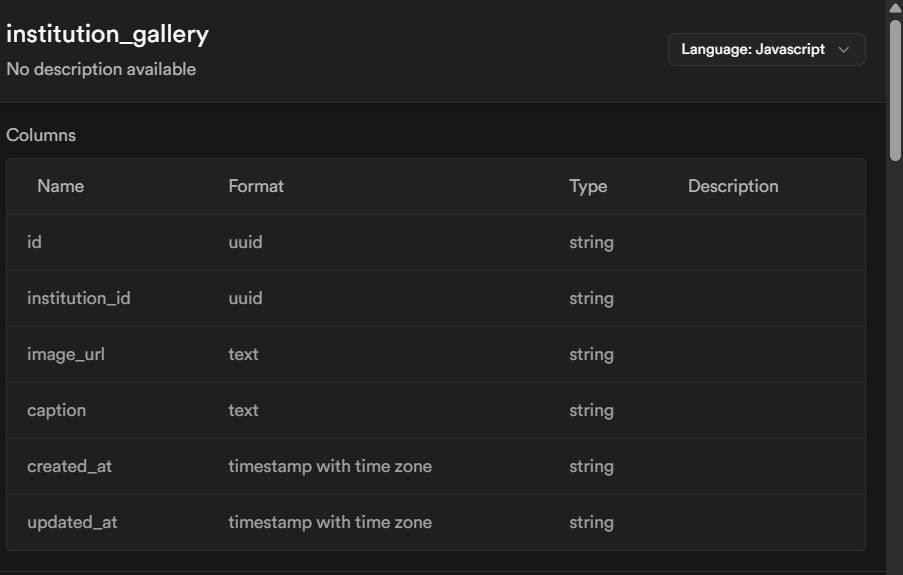 institution_gallery
Language: Javascript
No description available
Columns
Name Format Type Description
id uuid string
institution_id uuid string
image_url text string
caption text string
created_at timestamp with time zone string
updated_at timestamp with time zone string